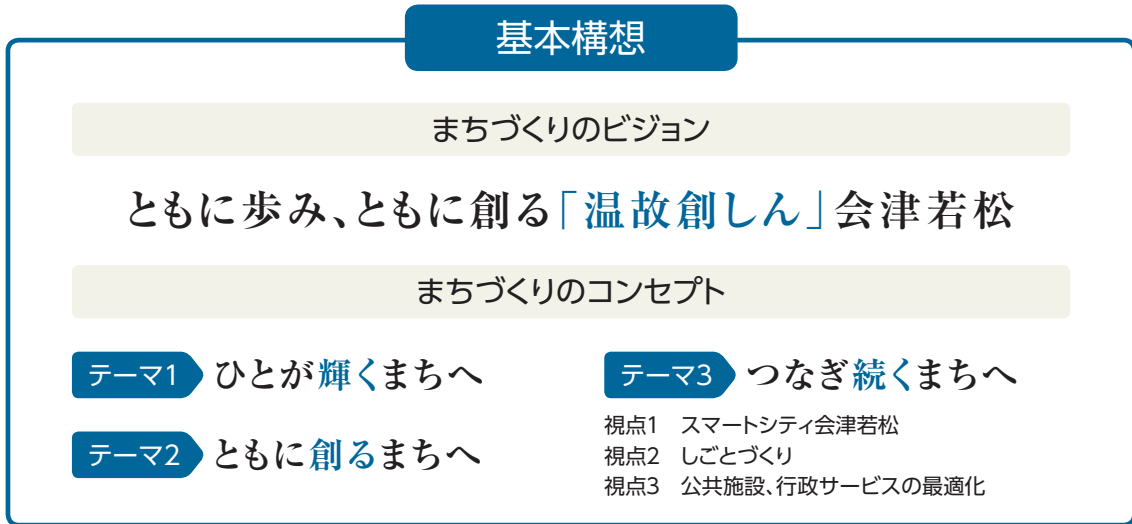 基本構想
まちづくりのビジョン
ともに歩み、ともに創る「温故創しん」会津若松
まちづくりのコンセプト
テーマ1 ひとが輝くまちへ
テーマ2 ともに創るまちへ
テーマ3 つなぎ続くまちへ
視点1 スマートシティ会津若松
視点2 しごとづくり
視点3 公共施設、行政サービスの最適化